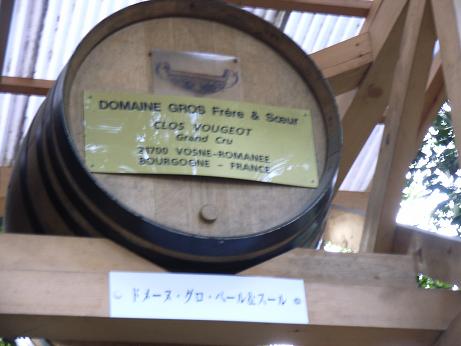 DOMAINE GROS Frère & Sœur
CLOS VOUGEOT
Grand Cru
21700 VOSNE-ROMANEE
BOURGOGNE - FRANCE
ドメーヌ・グロ・ペール&スール